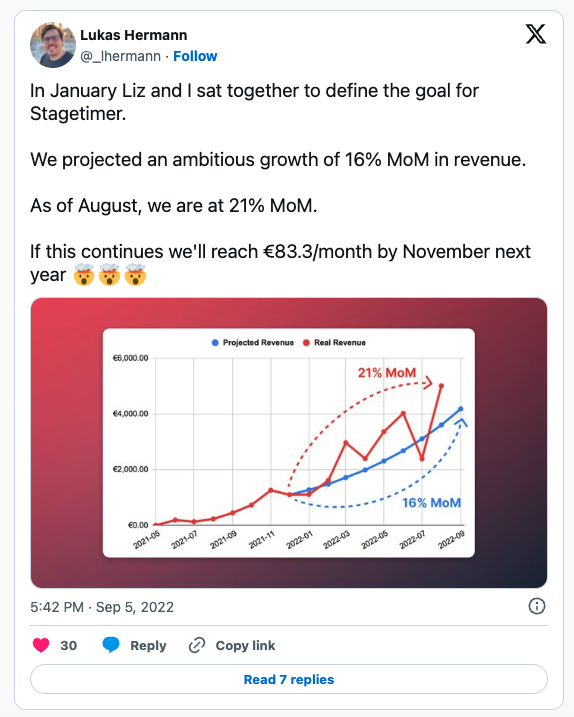 Lukas Hermann
@_lhermann · Follow
In January Liz and I sat together to define the goal for
Stagetimer.
We projected an ambitious growth of 16% MoM in revenue.
As of August, we are at 21% MoM.
If this continues we'll reach €83.3/month by November next
year 🤯🤯🤯
Projected Revenue Real Revenue
€6,000.00
21% MoM
€4,000.00
€2,000.00
16% MoM
€0.00
2021-05 2021-07 2021-09 2021-11 2022-01 2022-03 2022-05 2022-07 2022-09
5:42 PM · Sep 5, 2022
30 Reply Copy link
Read 7 replies